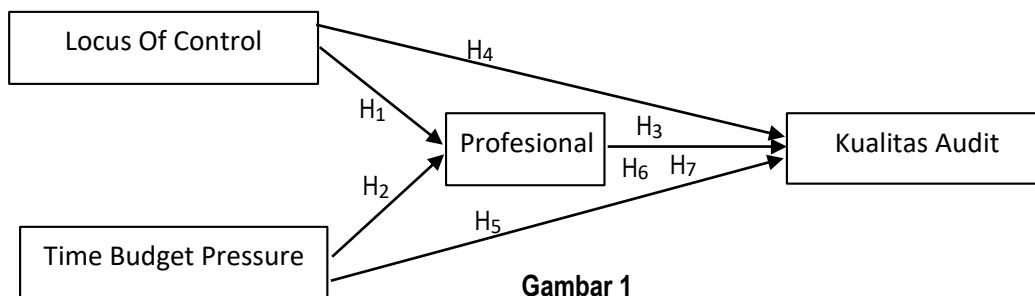 Locus Of Control
H4
H1
Profesional
H3
Kualitas Audit
H6 H7
H2
H5
Time Budget Pressure
Gambar 1